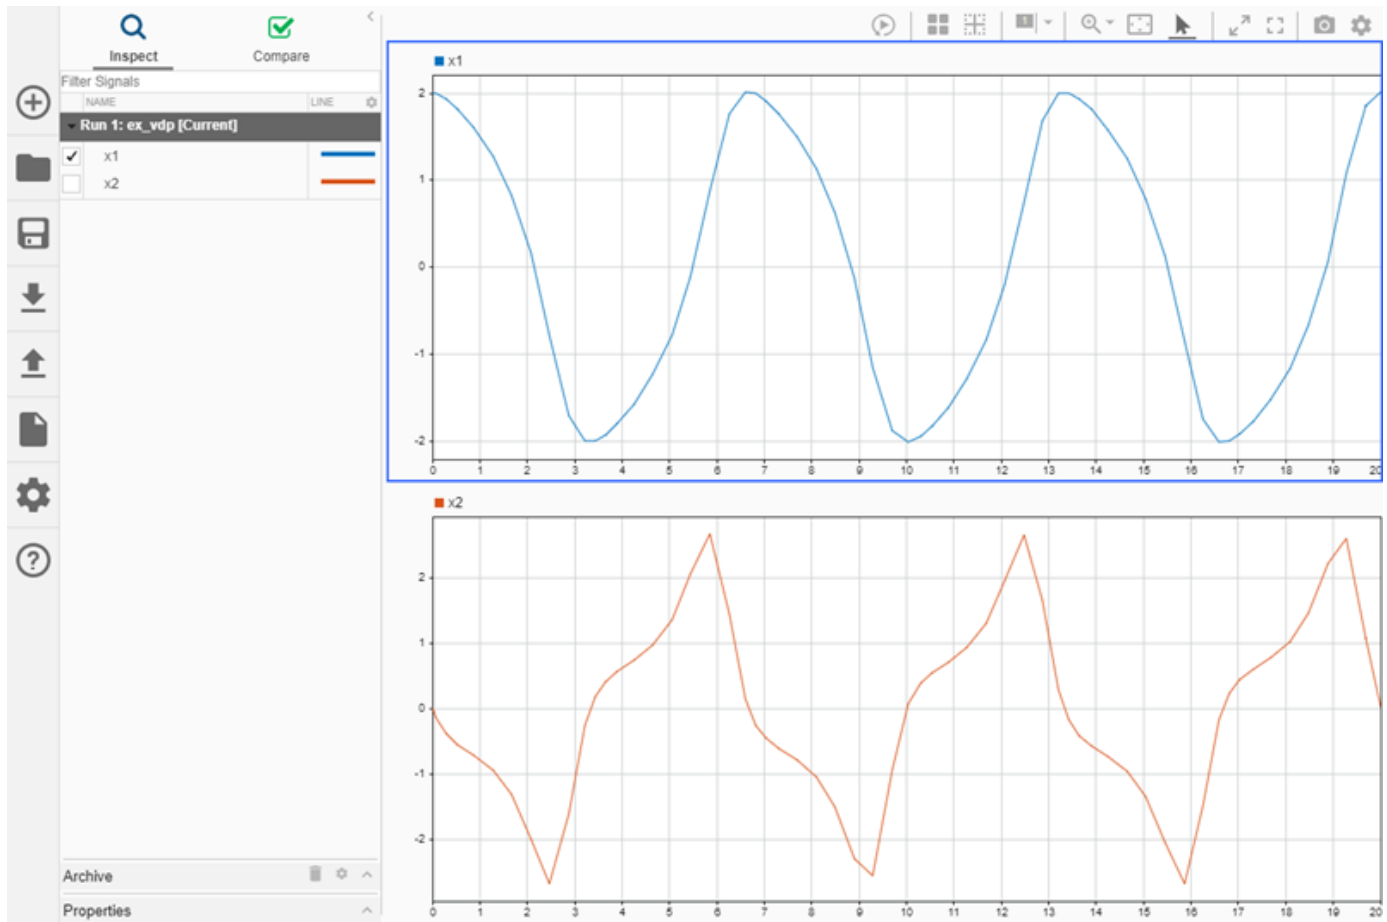 Inspect
Compare
Filter Signals
NAME
LINE
Run 1: ex_vdp [Current]
x1
x2
Archive
Properties
1
x1
2
1
0
-1
-2
0 1 2 3 4 5 6 7 8 9 10 11 12 13 14 15 16 17 18 19 20
x2
2
1
0
-1
-2
0 1 2 3 4 5 6 7 8 9 10 11 12 13 14 15 16 17 18 19 20